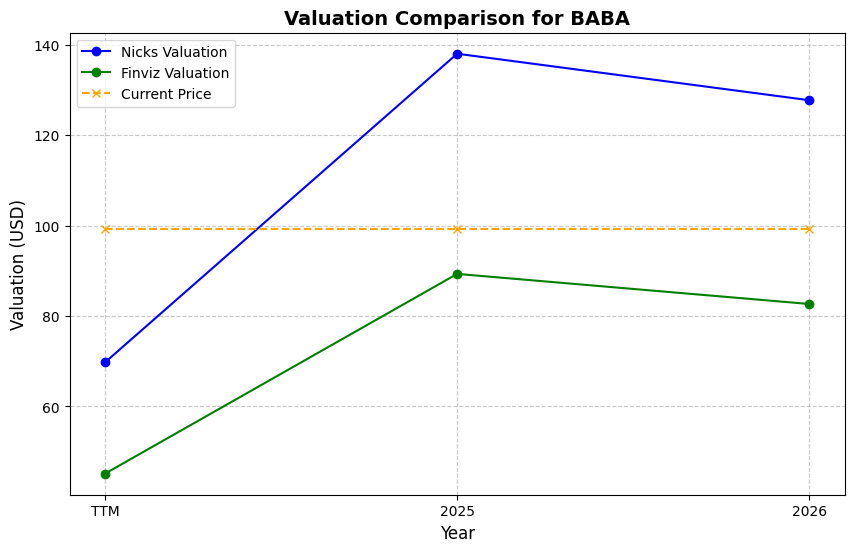 Valuation Comparison for BABA
Nicks Valuation
Finviz Valuation
Current Price
Valuation (USD)
140
120
100
80
60
TTM
2025
2026
Year